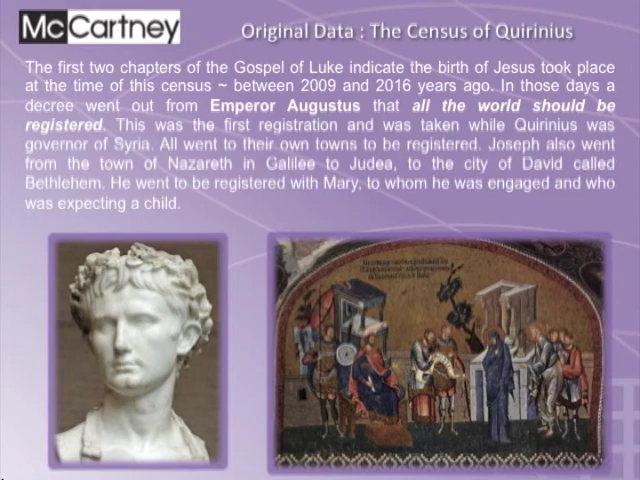 McCartney
Original Data : The Census of Quirinius
The first two chapters of the Gospel of Luke indicate the birth of Jesus took place
at the time of this census ~ between 2009 and 2016 years ago. In those days a
decree went out from Emperor Augustus that all the world should be
registered. This was the first registration and was taken while Quirinius was
governor of Syria. All went to their own towns to be registered. Joseph also went
from the town of Nazareth in Galilee to Judea, to the city of David called
Bethlehem. He went to be registered with Mary, to whom he was engaged and who
was expecting a child.